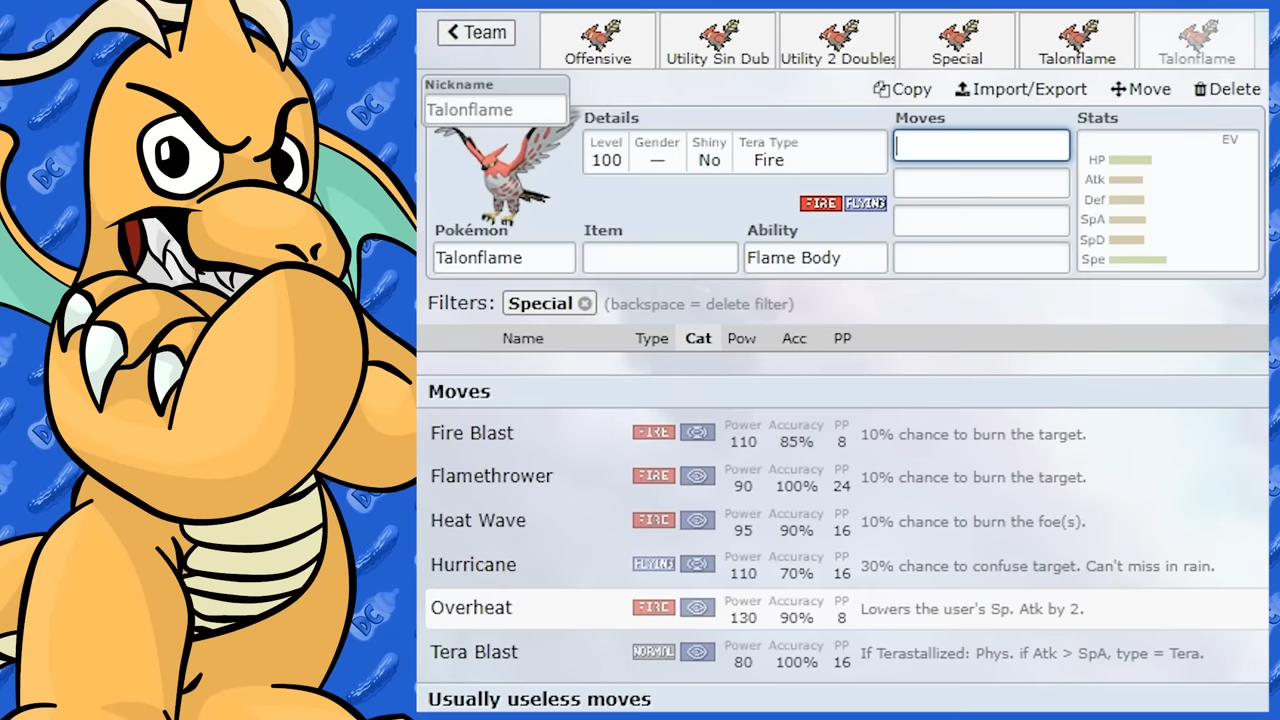 Team
Offensive
Utility Sin Dub
Utility 2 Doubles
Special
Talonflame
Talonflame
Nickname
Talonflame
Copy
Import/Export
Move
Delete
Details
Level
100
Gender
—
Shiny
No
Tera Type
Fire
FIRE FLYING
Pokémon
Talonflame
Item
Ability
Flame Body
Moves
Stats
EV
HP
Atk
Def
SpA
SpD
Spe
Filters: Special (backspace = delete filter)
Name Type Cat Pow Acc PP
Moves
Fire Blast FIRE Power 110 Accuracy 85% PP 8 10% chance to burn the target.
Flamethrower FIRE Power 90 Accuracy 100% PP 24 10% chance to burn the target.
Heat Wave FIRE Power 95 Accuracy 90% PP 16 10% chance to burn the foe(s).
Hurricane FLYING Power 110 Accuracy 70% PP 16 30% chance to confuse target. Can't miss in rain.
Overheat FIRE Power 130 Accuracy 90% PP 8 Lowers the user's Sp. Atk by 2.
Tera Blast NORMAL Power 80 Accuracy 100% PP 16 If Terastallized: Phys. if Atk > SpA, type = Tera.
Usually useless moves
DC
DC
DC
DC
DC
DC